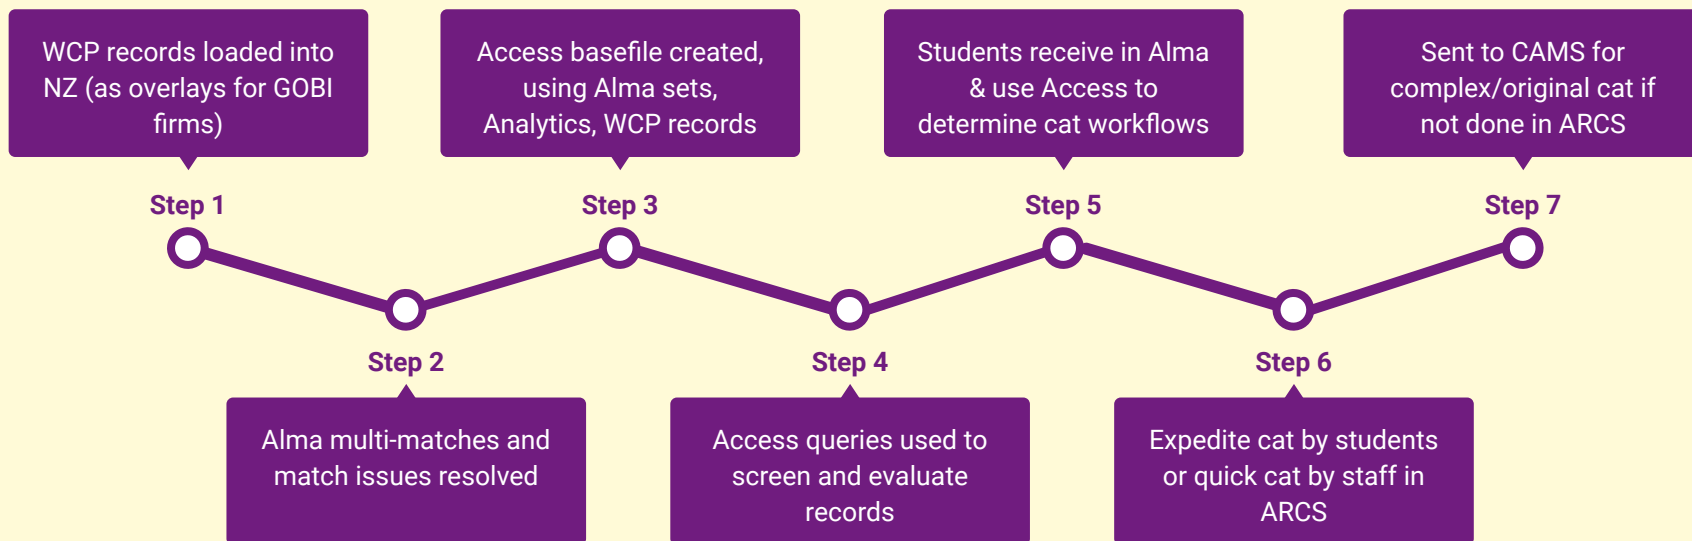 WCP records loaded into
NZ (as overlays for GOBI
firms)
Step 1
Step 2
Alma multi-matches and
match issues resolved
Access basefile created,
using Alma sets,
Analytics, WCP records
Step 3
Step 4
Access queries used to
screen and evaluate
records
Students receive in Alma
& use Access to
determine cat workflows
Step 5
Step 6
Expedite cat by students
or quick cat by staff in
ARCS
Sent to CAMS for
complex/original cat if
not done in ARCS
Step 7